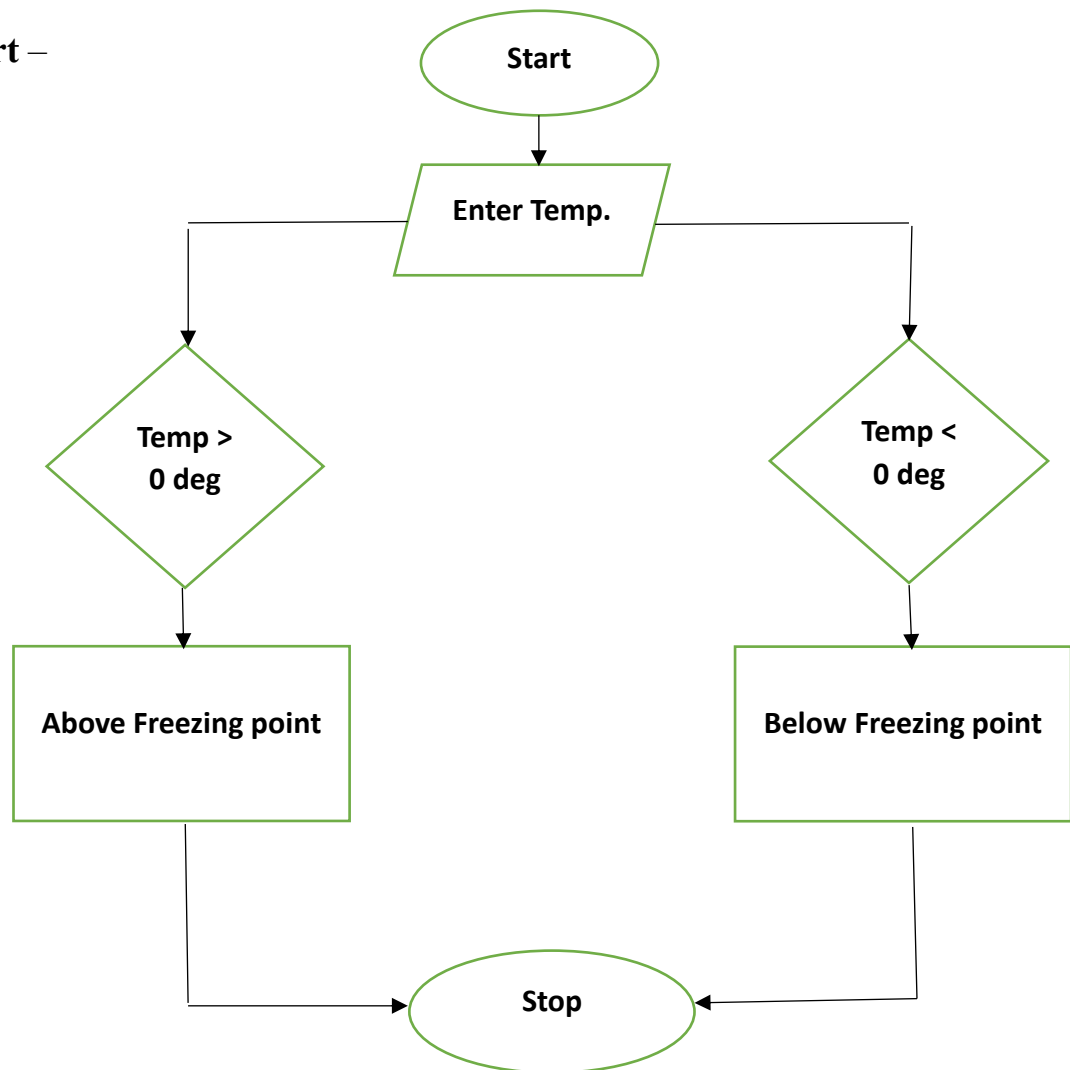 rt –
Start
Enter Temp.
Temp >
0 deg
Temp <
0 deg
Above Freezing point
Below Freezing point
Stop